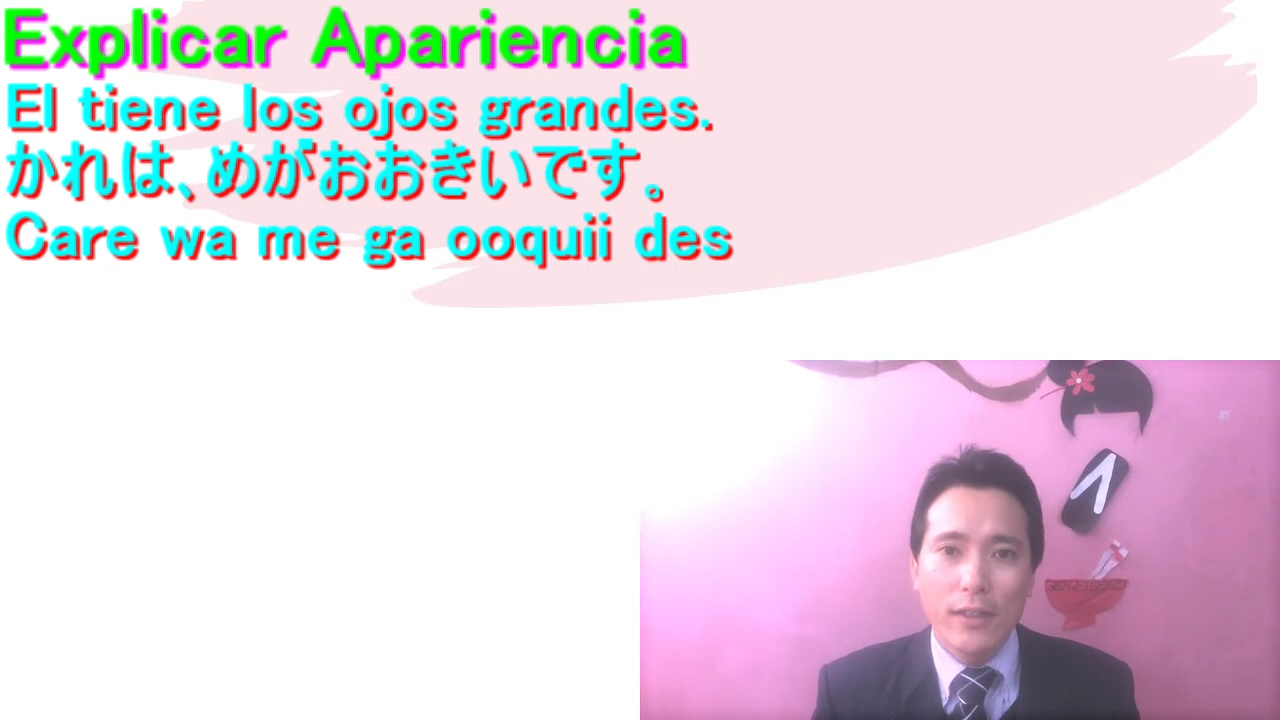 Explicar Apariencia
El tiene los ojos grandes.
かれは、めがおおきいです。
Care wa me ga ooquii des